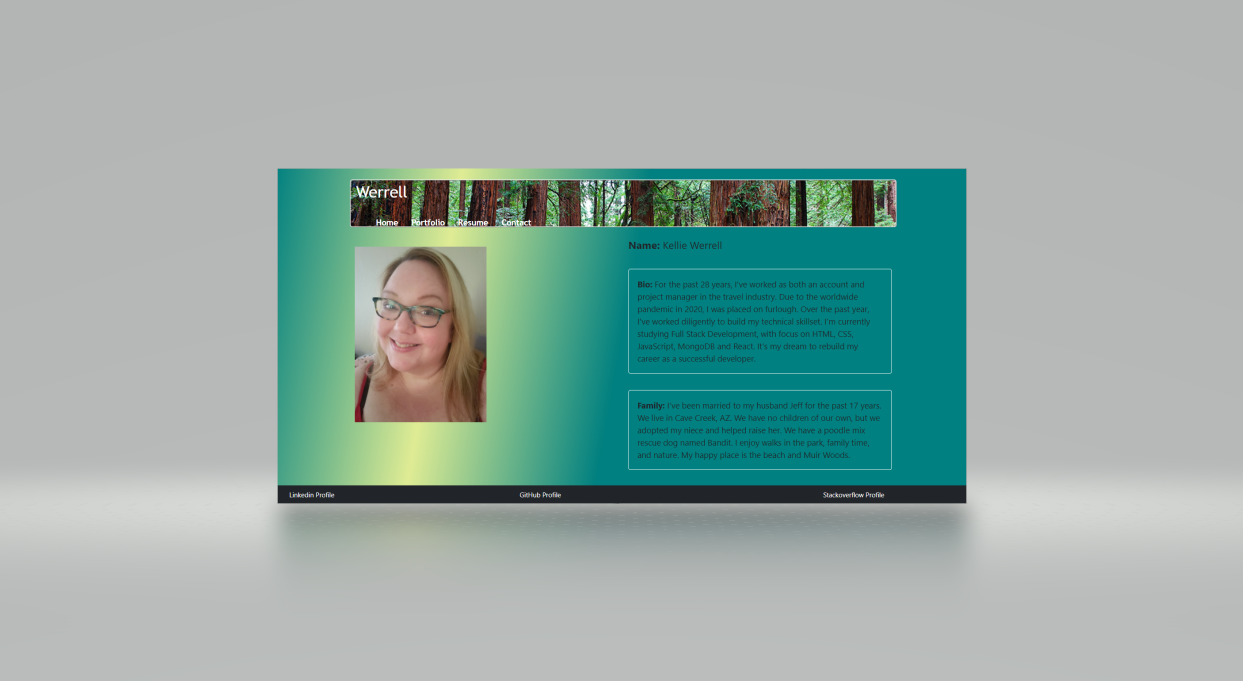 Werrell
Home Portfolio Resume Contact
Name: Kellie Werrell
Bio: For the past 28 years, I've worked as both an account and
project manager in the travel industry. Due to the worldwide
pandemic in 2020, I was placed on furlough. Over the past year,
I've worked diligently to build my technical skillset. I'm currently
studying Full Stack Development, with focus on HTML, CSS,
JavaScript, MongoDB and React. It's my dream to rebuild my
career as a successful developer.
Family: I've been married to my husband Jeff for the past 17 years.
We live in Cave Creek, AZ. We have no children of our own, but we
adopted my niece and helped raise her. We have a poodle mix
rescue dog named Bandit. I enjoy walks in the park, family time,
and nature. My happy place is the beach and Muir Woods.
Linkedin Profile GitHub Profile Stackoverflow Profile